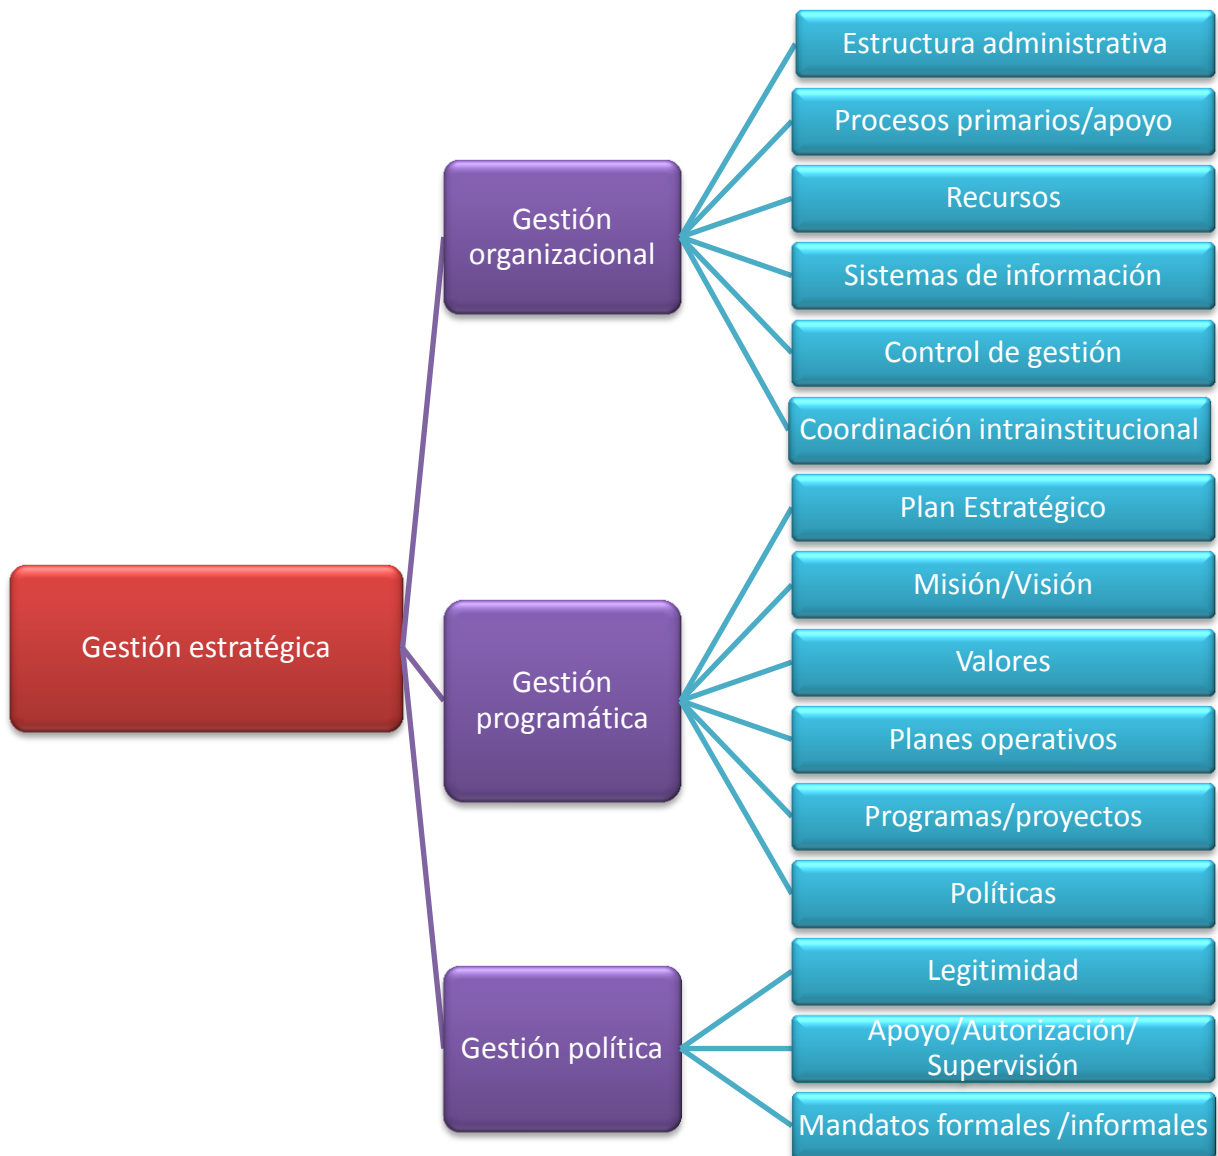 Gestión estratégica
Gestión
organizacional
Estructura administrativa
Procesos primarios/apoyo
Recursos
Sistemas de información
Control de gestión
Coordinación intrainstitucional
Gestión
programática
Plan Estratégico
Misión/Visión
Valores
Planes operativos
Programas/proyectos
Políticas
Gestión política
Legitimidad
Apoyo/Autorización/
Supervisión
Mandatos formales /informales